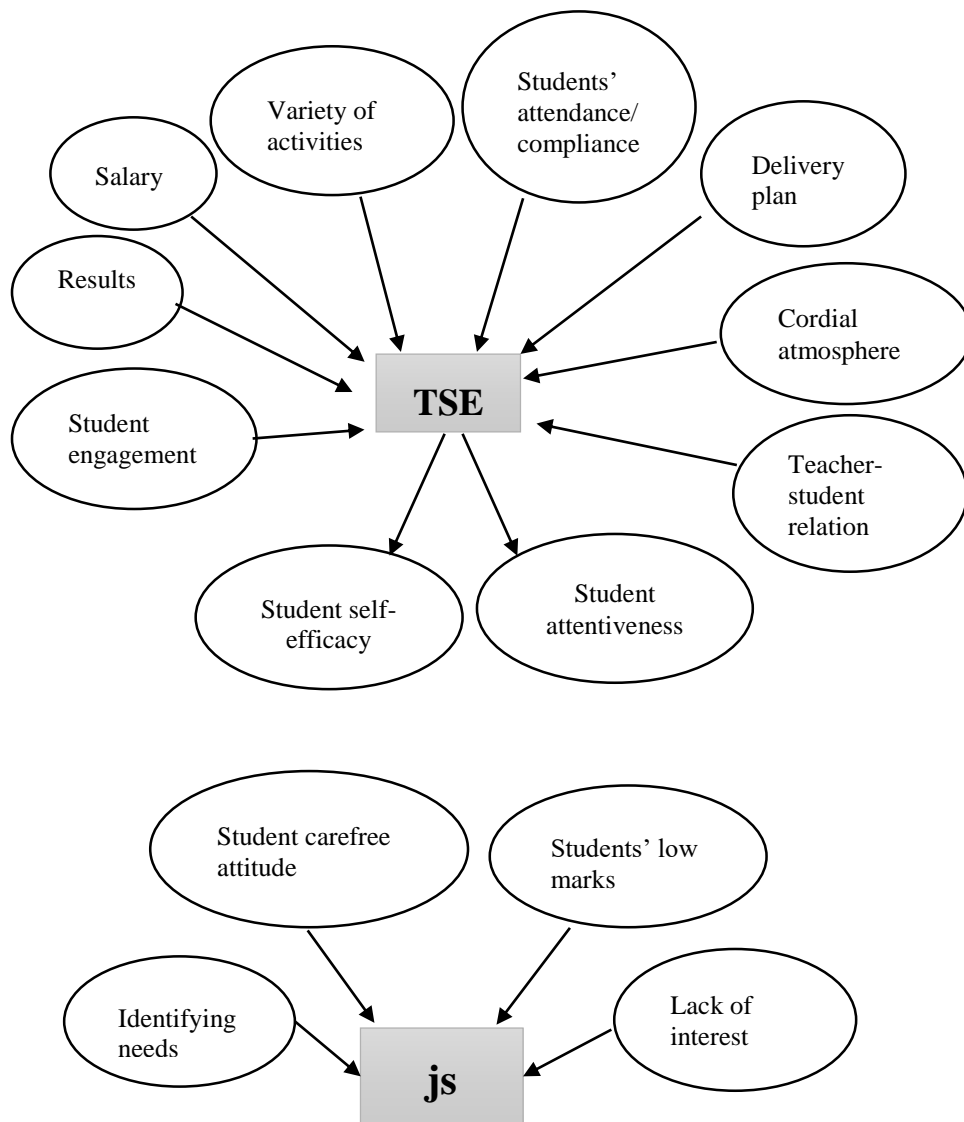 Students’
attendance/
compliance
Variety of
activities
Salary
Delivery
plan
Results
Cordial
atmosphere
TSE
Student
engagement
Teacher-
student
relation
Student self-
efficacy
Student
attentiveness
Student carefree
attitude
Students’ low
marks
Identifying
needs
Lack of
interest
js